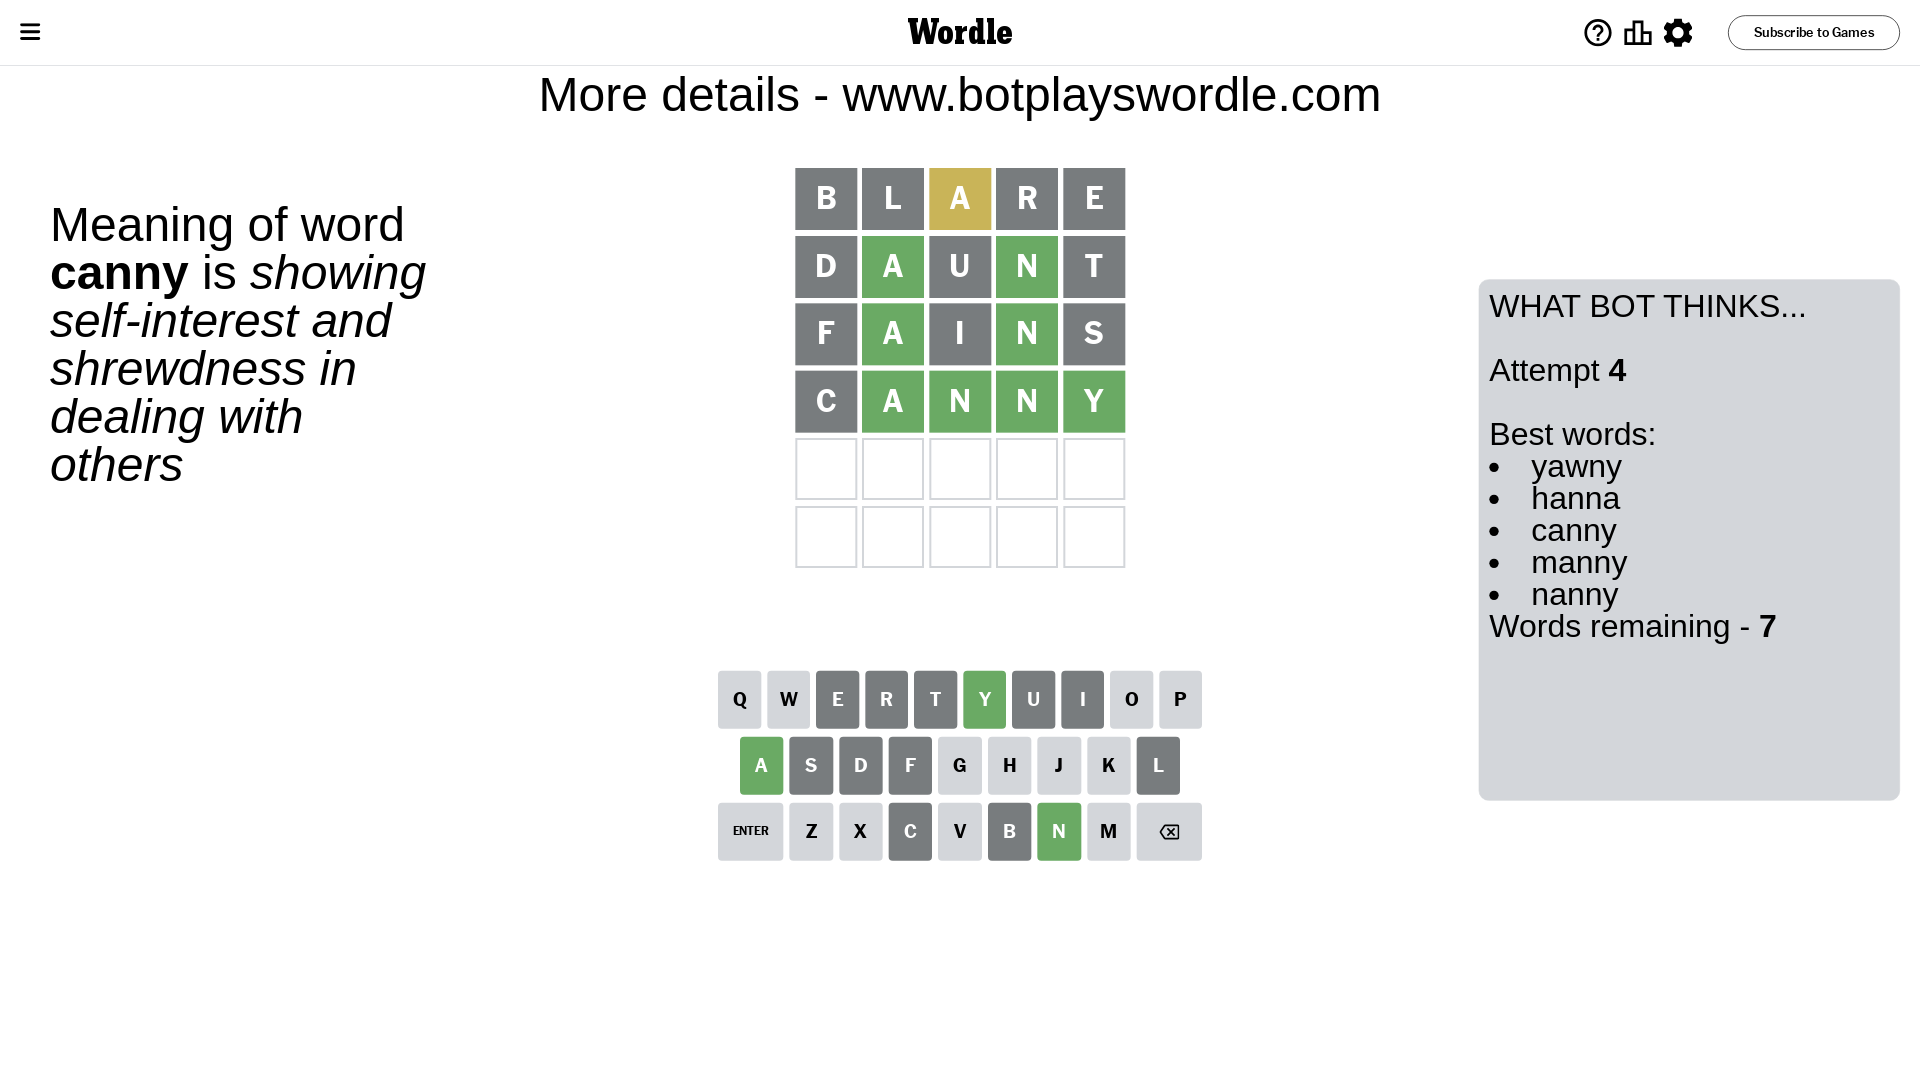 Wordle
Subscribe to Games
More details - www.botplayswordle.com
Meaning of word
canny is showing
self-interest and
shrewdness in
dealing with
others
B L A R E
D A U N T
F A I N S
C A N N Y
WHAT BOT THINKS...
Attempt 4
Best words:
• yawny
• hanna
• canny
• manny
• nanny
Words remaining - 7
Q W E R T Y U I O P
A S D F G H J K L
ENTER Z X C V B N M